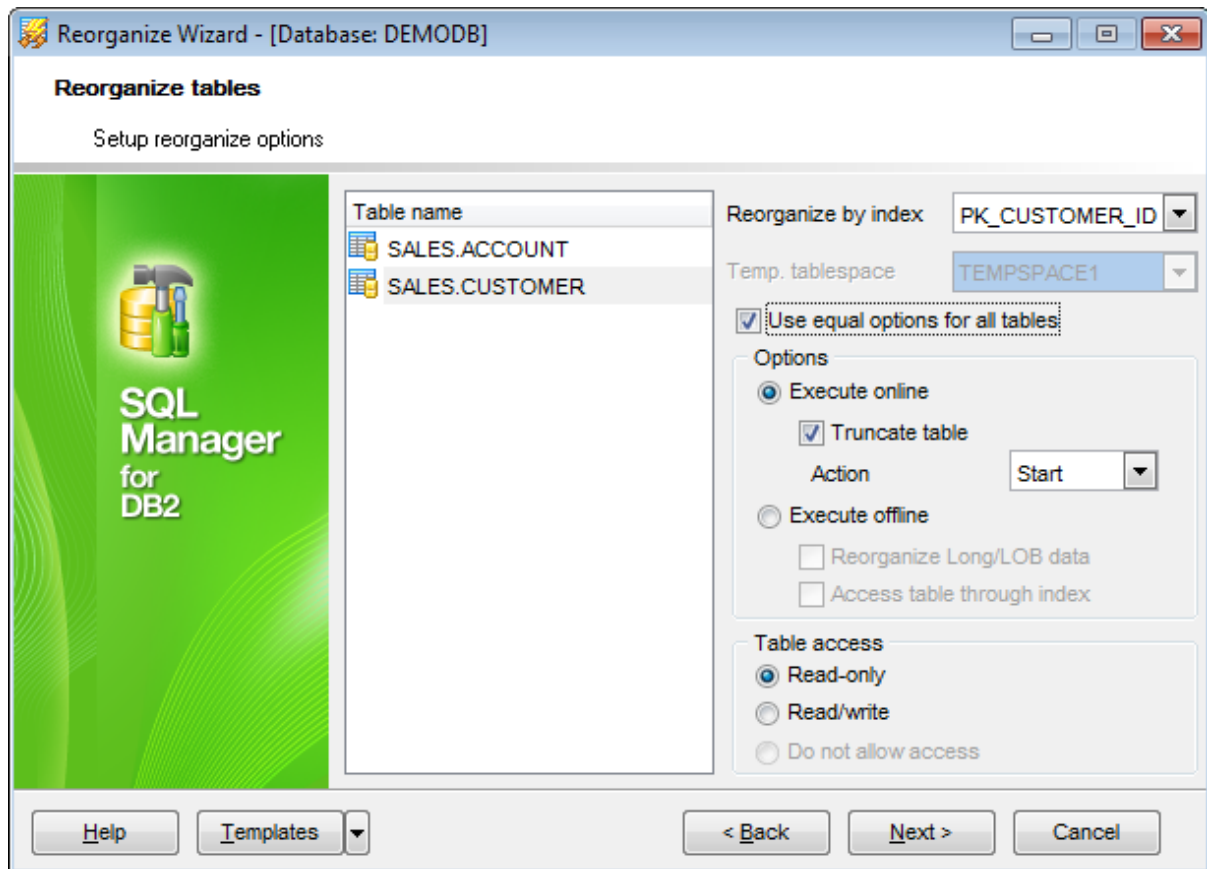 Reorganize Wizard - [Database: DEMODB]
Reorganize tables
Setup reorganize options
SQL
Manager
for
DB2
Table name
SALES.ACCOUNT
SALES.CUSTOMER
Reorganize by index PK_CUSTOMER_ID
Temp. tablespace TEMPSPACE1
Use equal options for all tables
Options
Execute online
Truncate table
Action Start
Execute offline
Reorganize Long/LOB data
Access table through index
Table access
Read-only
Read/write
Do not allow access
Help Templates < Back Next > Cancel